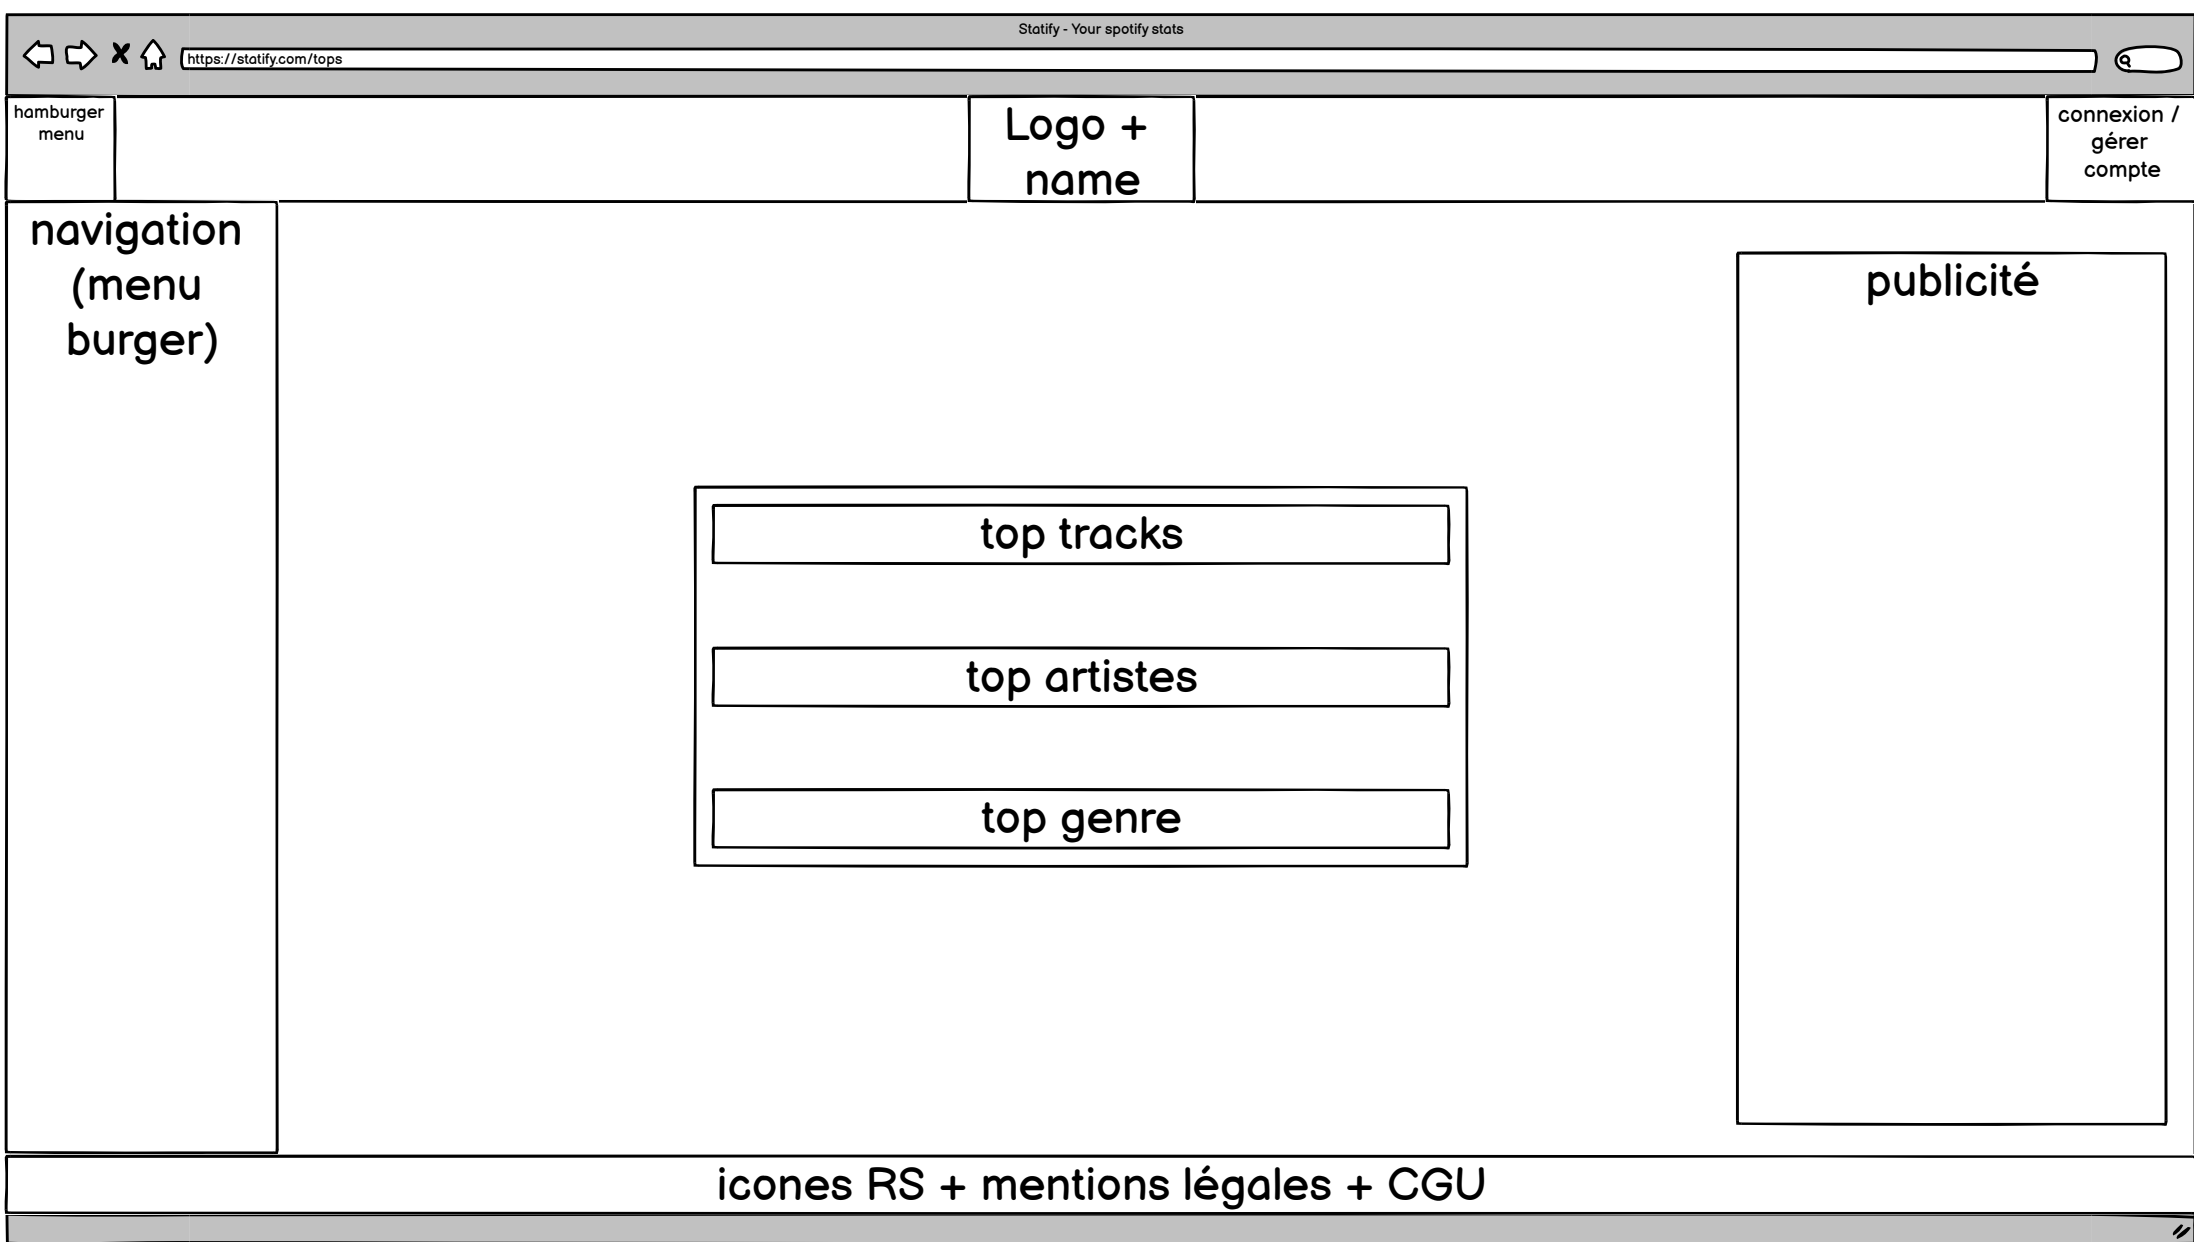 Statify - Your spotify stats
https://statify.com/tops
hamburger
menu
Logo +
name
connexion /
gérer
compte
navigation
(menu
burger)
publicité
top tracks
top artistes
top genre
icones RS + mentions légales + CGU